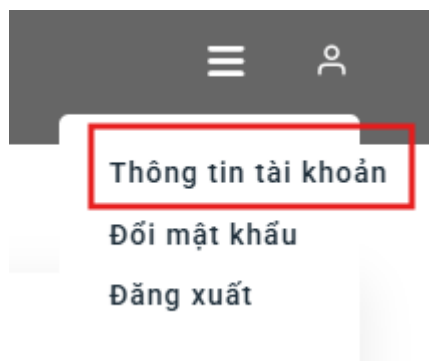 Thông tin tài khoản
Đổi mật khẩu
Đăng xuất